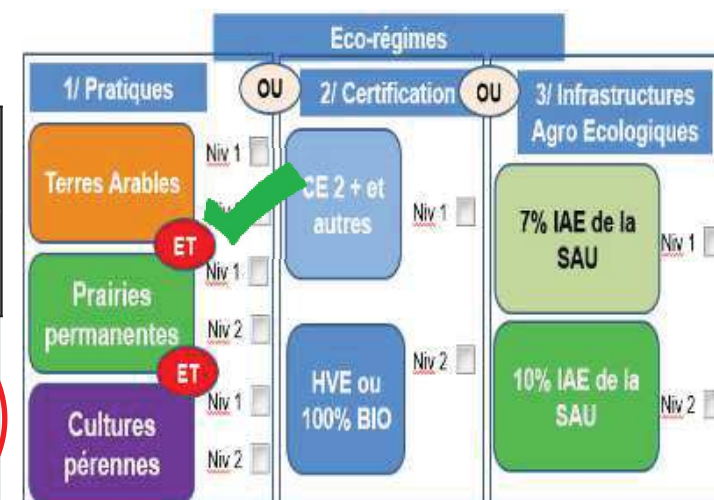 Eco-régimes
1/ Pratiques
OU
2/ Certification
OU
3/ Infrastructures
Agro Ecologiques
Terres Arables
Niv 1
ET
Prairies
permanentes
Niv 1
Niv 2
ET
Cultures
pérennes
Niv 1
Niv 2
CE 2 + et
autres
Niv 1
HVE ou
100% BIO
Niv 2
7% IAE de la
SAU
Niv 1
10% IAE de la
SAU
Niv 2